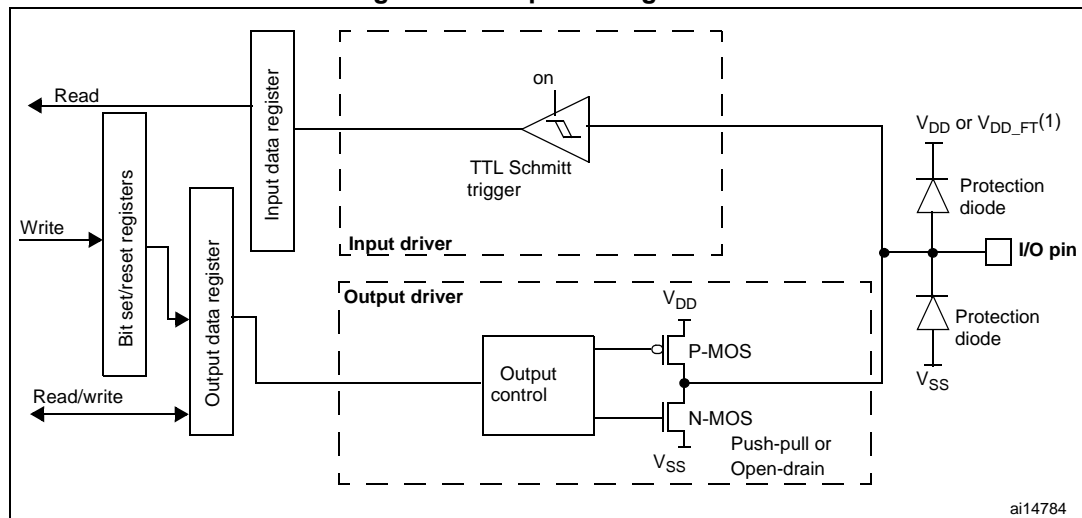 on
Read
V_DD or V_DD_FT(1)
Input data register
TTL Schmitt
trigger
Protection
diode
Bit set/reset registers
Write
Output data register
Input driver
I/O pin
Output driver
V_DD
P-MOS
Protection
diode
Output
control
V_SS
Read/write
N-MOS
Push-pull or
V_SS
Open-drain
ai14784